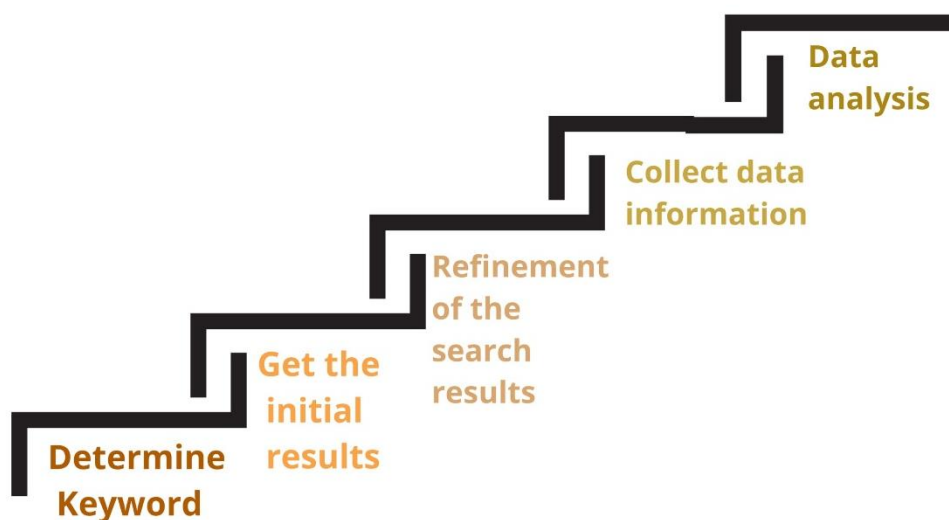 Determine
Keyword
Get the
initial
results
Refinement
of the
search
results
Collect data
information
Data
analysis